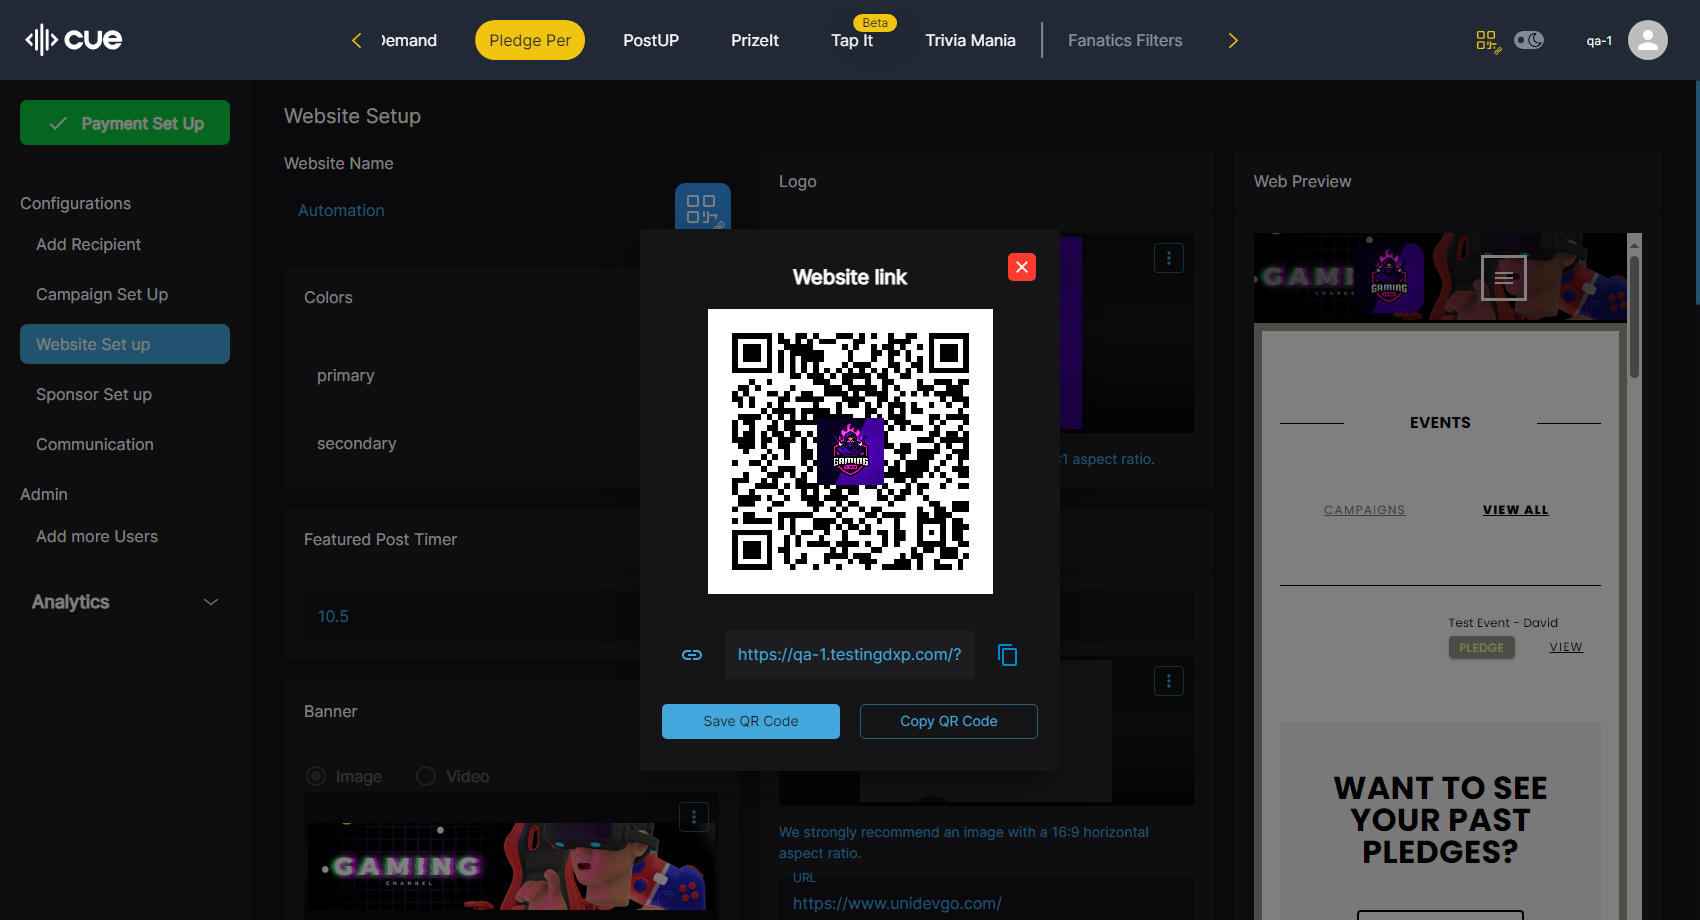 cue
Demand
Pledge Per
PostUP
PrizeIt
Beta
Tap It
Trivia Mania
Fanatics Filters
qa-1
Payment Set Up
Configurations
Add Recipient
Campaign Set Up
Website Set up
Sponsor Set up
Communication
Admin
Add more Users
Analytics
Website Setup
Website Name
Automation
Colors
primary
secondary
Featured Post Timer
10.5
Banner
Image
Video
GAMING
CHANNEL
Logo
:1 aspect ratio.
We strongly recommend an image with a 16:9 horizontal
aspect ratio.
URL
https://www.unidevgo.com/
Website link
GAMING
https://qa-1.testingdxp.com/?
Save QR Code
Copy QR Code
Web Preview
GAMING
CHANNEL
GAMING
EVENTS
CAMPAIGNS
VIEW ALL
Test Event - David
PLEDGE
VIEW
WANT TO SEE
YOUR PAST
PLEDGES?